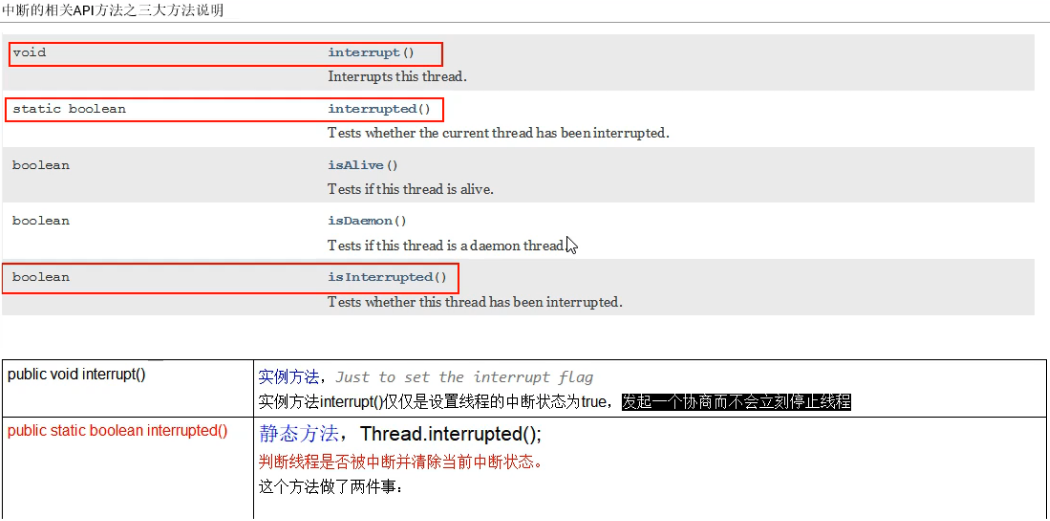 中断的相关API方法之三大方法说明
void interrupt()
Interrupts this thread.
static boolean interrupted()
Tests whether the current thread has been interrupted.
boolean isAlive()
Tests if this thread is alive.
boolean isDaemon()
Tests if this thread is a daemon thread.
boolean isInterrupted()
Tests whether this thread has been interrupted.
public void interrupt() 实例方法，Just to set the interrupt flag
实例方法interrupt()仅仅是设置线程的中断状态为true，发起一个协商而不会立刻停止线程
public static boolean interrupted() 静态方法，Thread.interrupted();
判断线程是否被中断并清除当前中断状态。
这个方法做了两件事：